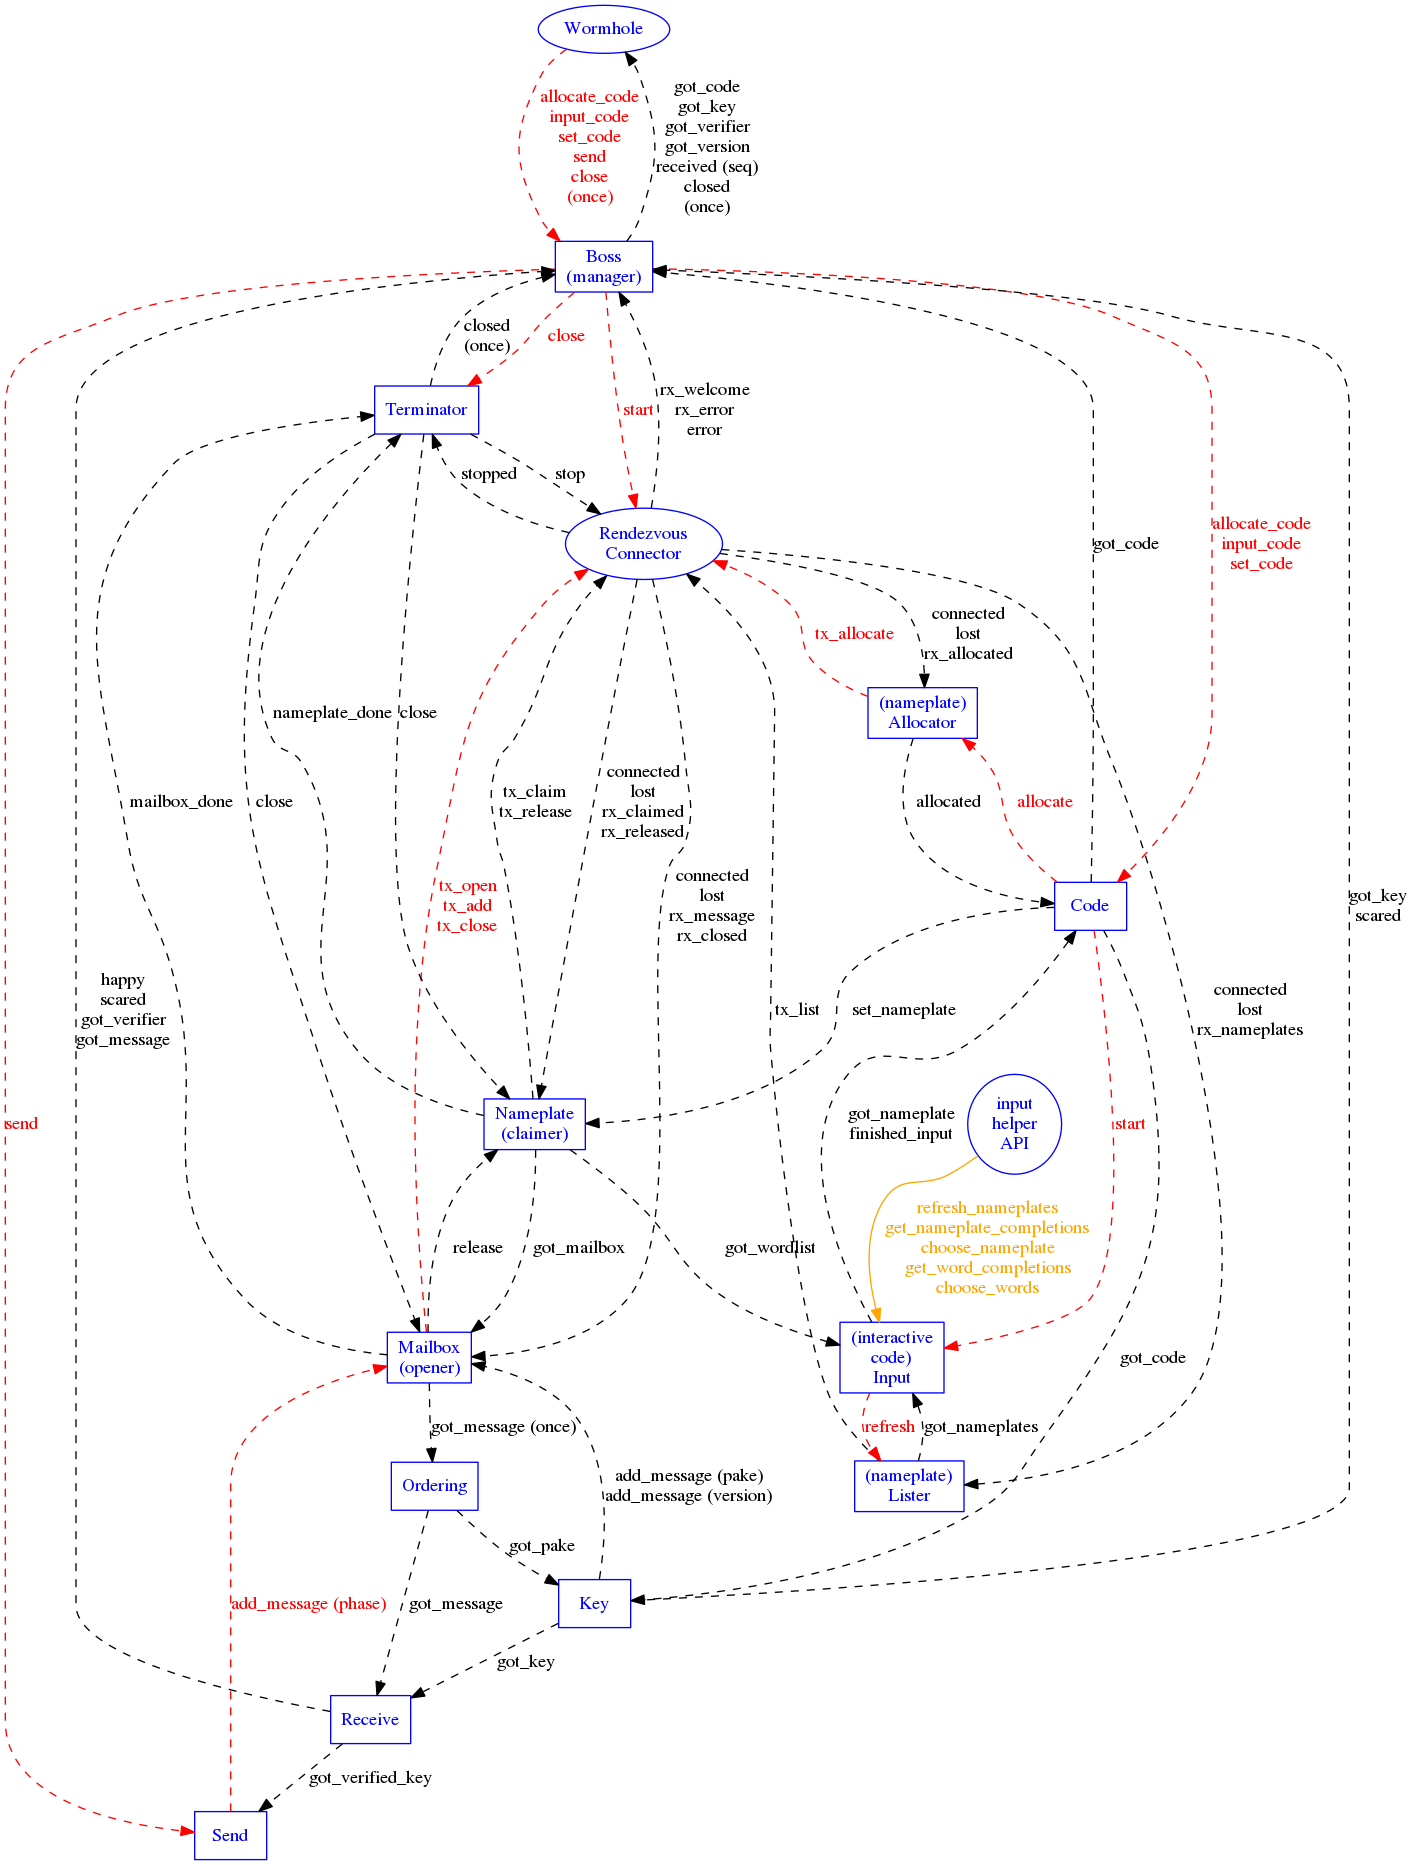 Wormhole
allocate_code
input_code
set_code
send
close
(once)
got_code
got_key
got_verifier
got_version
received (seq)
closed
(once)
Boss
(manager)
closed
(once)
close
Terminator
start
rx_welcome
rx_error
error
stopped
stop
Rendezvous
Connector
got_code
allocate_code
input_code
set_code
tx_allocate
connected
lost
rx_allocated
(nameplate)
Allocator
nameplate_done
close
mailbox_done
close
tx_claim
tx_release
connected
lost
rx_claimed
rx_released
allocated
allocate
tx_open
tx_add
tx_close
connected
lost
rx_message
rx_closed
Code
got_key
scared
happy
scared
got_verifier
got_message
tx_list
set_nameplate
connected
lost
rx_nameplates
send
Nameplate
(claimer)
got_nameplate
finished_input
input
helper
API
start
release
got_mailbox
got_wordlist
refresh_nameplates
get_nameplate_completions
choose_nameplate
get_word_completions
choose_words
Mailbox
(opener)
(interactive
code)
Input
got_code
got_message (once)
refresh
got_nameplates
Ordering
add_message (pake)
add_message (version)
(nameplate)
Lister
got_pake
add_message (phase)
got_message
Key
got_key
Receive
got_verified_key
Send